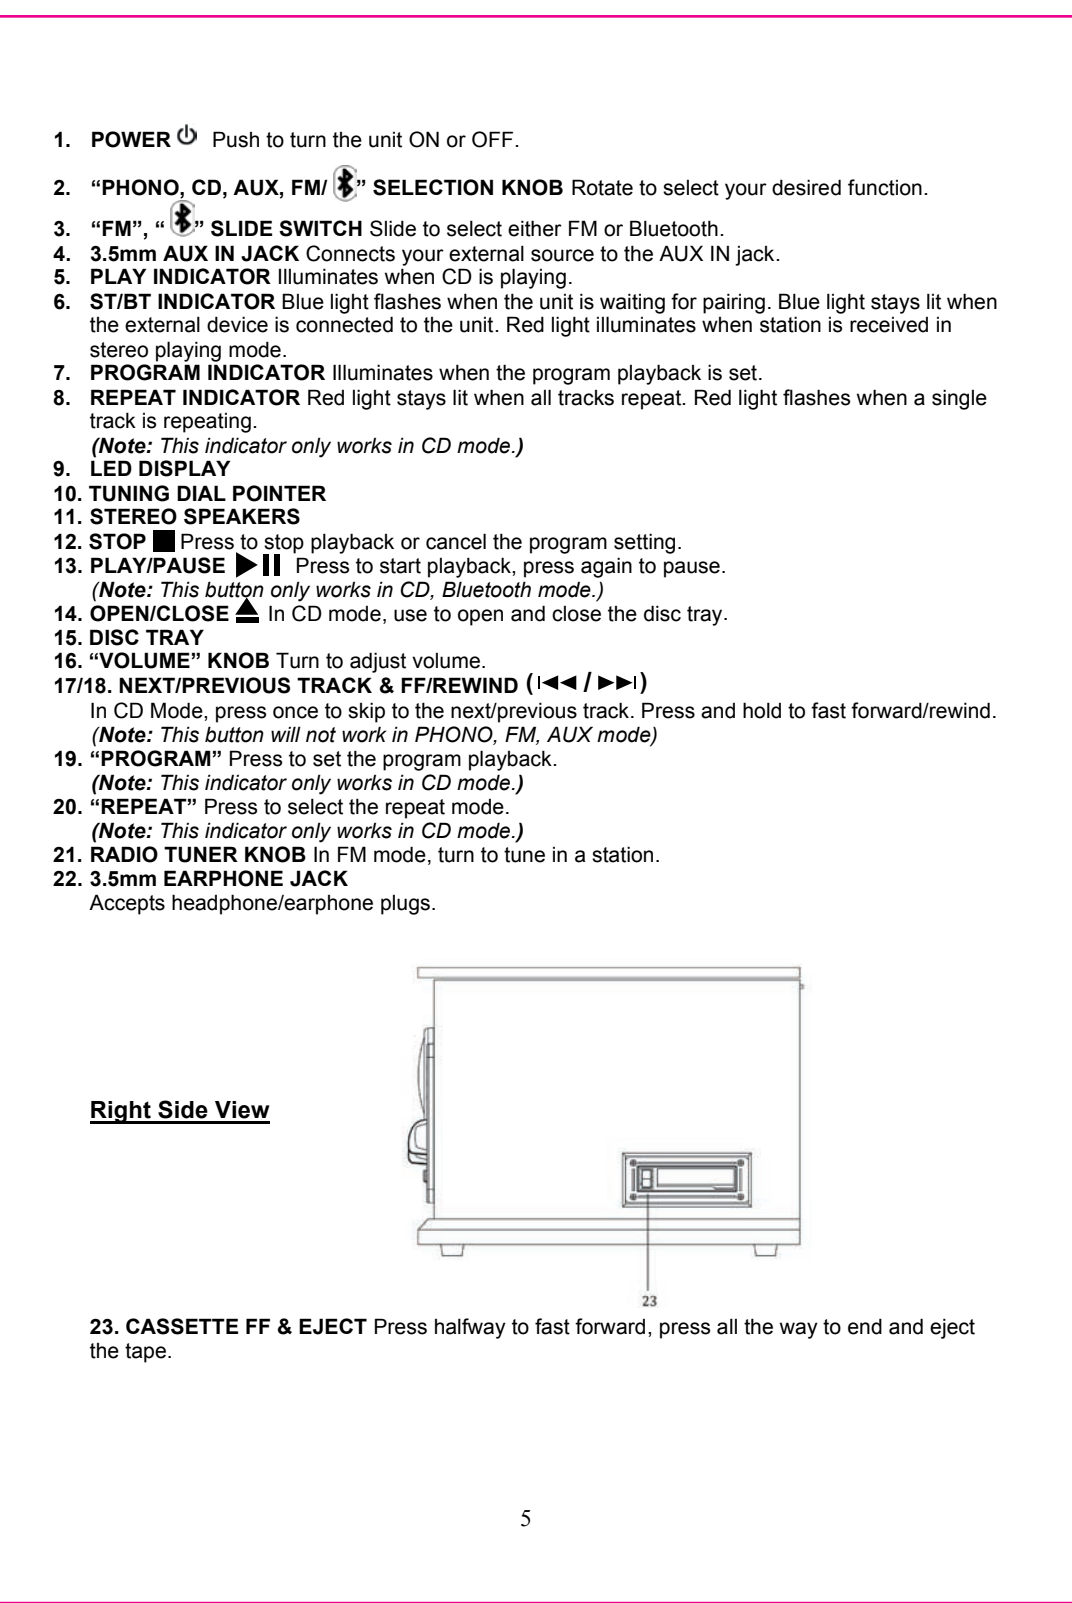 1. POWER Push to turn the unit ON or OFF.
2. “PHONO, CD, AUX, FM/ ” SELECTION KNOB Rotate to select your desired function.
3. “FM”, “ ” SLIDE SWITCH Slide to select either FM or Bluetooth.
4. 3.5mm AUX IN JACK Connects your external source to the AUX IN jack.
5. PLAY INDICATOR Illuminates when CD is playing.
6. ST/BT INDICATOR Blue light flashes when the unit is waiting for pairing. Blue light stays lit when
the external device is connected to the unit. Red light illuminates when station is received in
stereo playing mode.
7. PROGRAM INDICATOR Illuminates when the program playback is set.
8. REPEAT INDICATOR Red light stays lit when all tracks repeat. Red light flashes when a single
track is repeating.
(Note: This indicator only works in CD mode.)
9. LED DISPLAY
10. TUNING DIAL POINTER
11. STEREO SPEAKERS
12. STOP ■ Press to stop playback or cancel the program setting.
13. PLAY/PAUSE ▶❚❚ Press to start playback, press again to pause.
(Note: This button only works in CD, Bluetooth mode.)
14. OPEN/CLOSE ⏏ In CD mode, use to open and close the disc tray.
15. DISC TRAY
16. “VOLUME” KNOB Turn to adjust volume.
17/18. NEXT/PREVIOUS TRACK & FF/REWIND (I◀◀ / ▶▶I)
In CD Mode, press once to skip to the next/previous track. Press and hold to fast forward/rewind.
(Note: This button will not work in PHONO, FM, AUX mode)
19. “PROGRAM” Press to set the program playback.
(Note: This indicator only works in CD mode.)
20. “REPEAT” Press to select the repeat mode.
(Note: This indicator only works in CD mode.)
21. RADIO TUNER KNOB In FM mode, turn to tune in a station.
22. 3.5mm EARPHONE JACK
Accepts headphone/earphone plugs.
Right Side View
23
23. CASSETTE FF & EJECT Press halfway to fast forward, press all the way to end and eject
the tape.
5